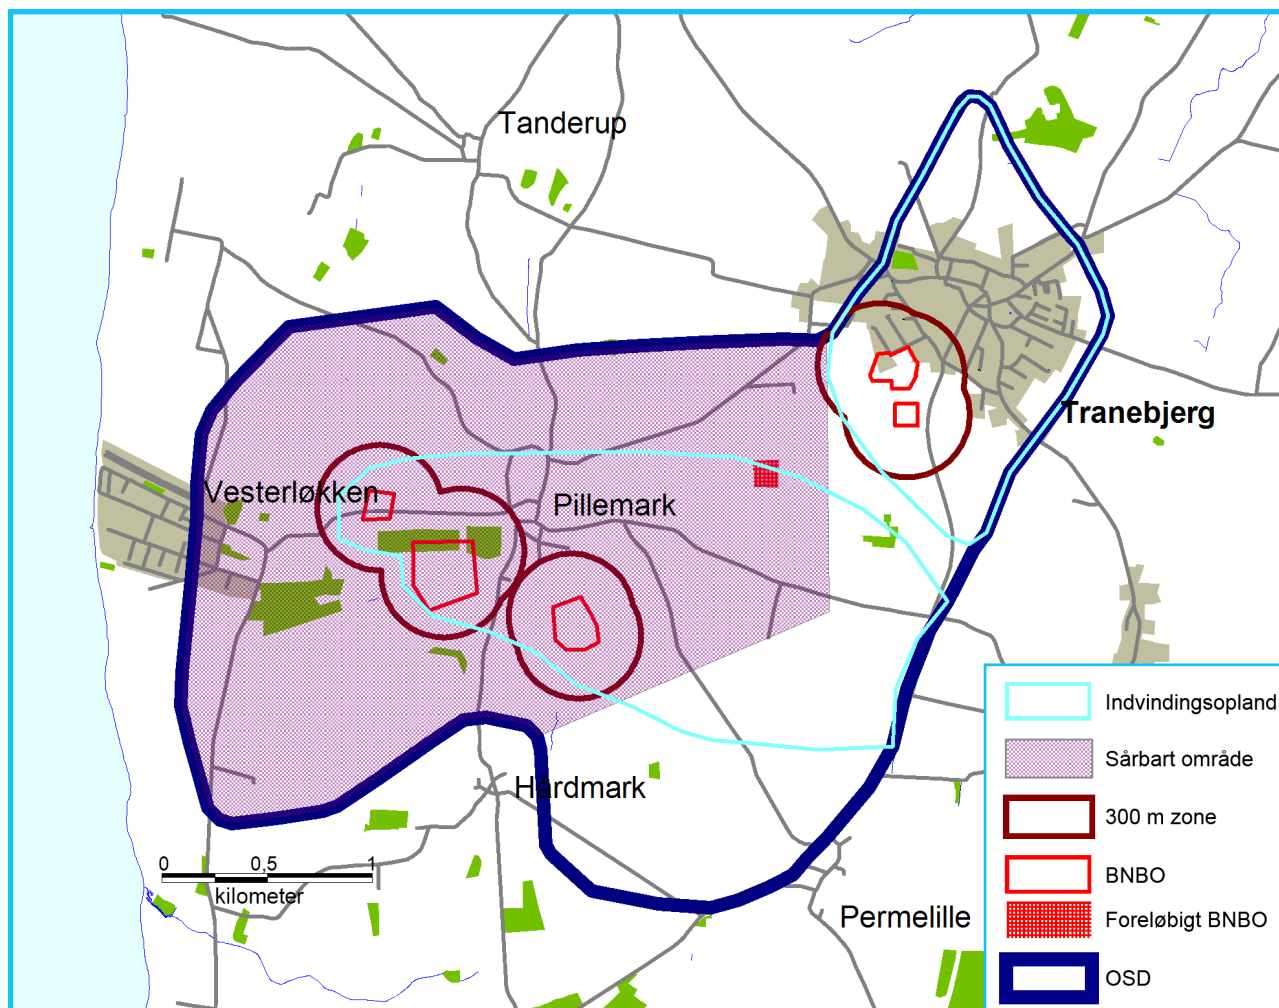 Tanderup
Tranebjerg
Vesterløkken
Pillemark
Hårdmark
0 0,5 1
kilometer
Permelille
Indvindingsopland
Sårbart område
300 m zone
BNBO
Foreløbigt BNBO
OSD